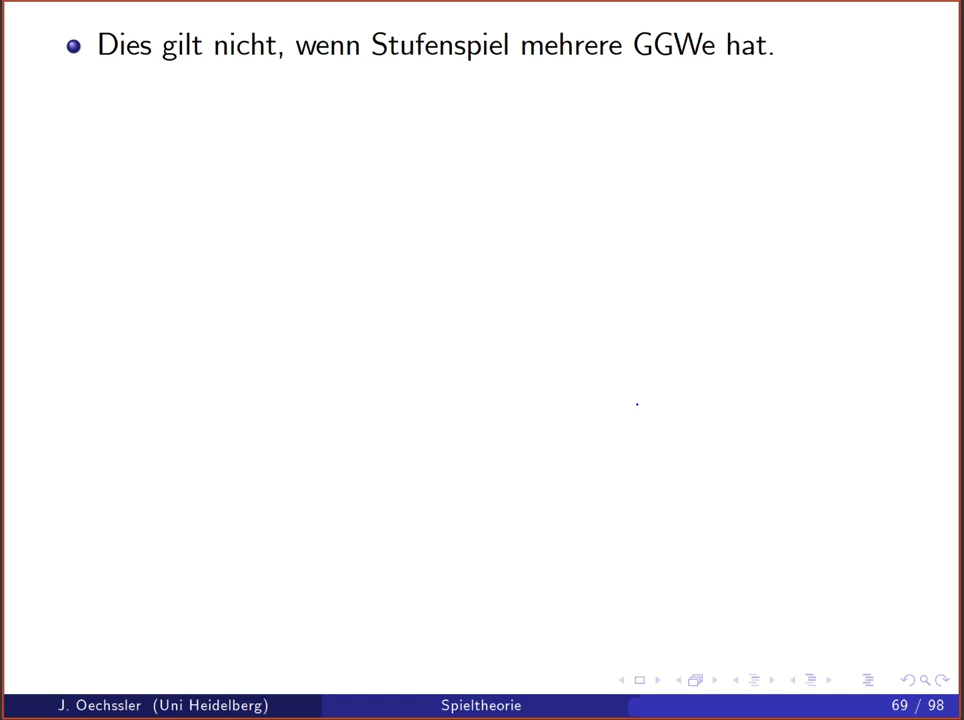 Dies gilt nicht, wenn Stufenspiel mehrere GGWe hat.
J. Oechssler (Uni Heidelberg) Spieltheorie 69 / 98